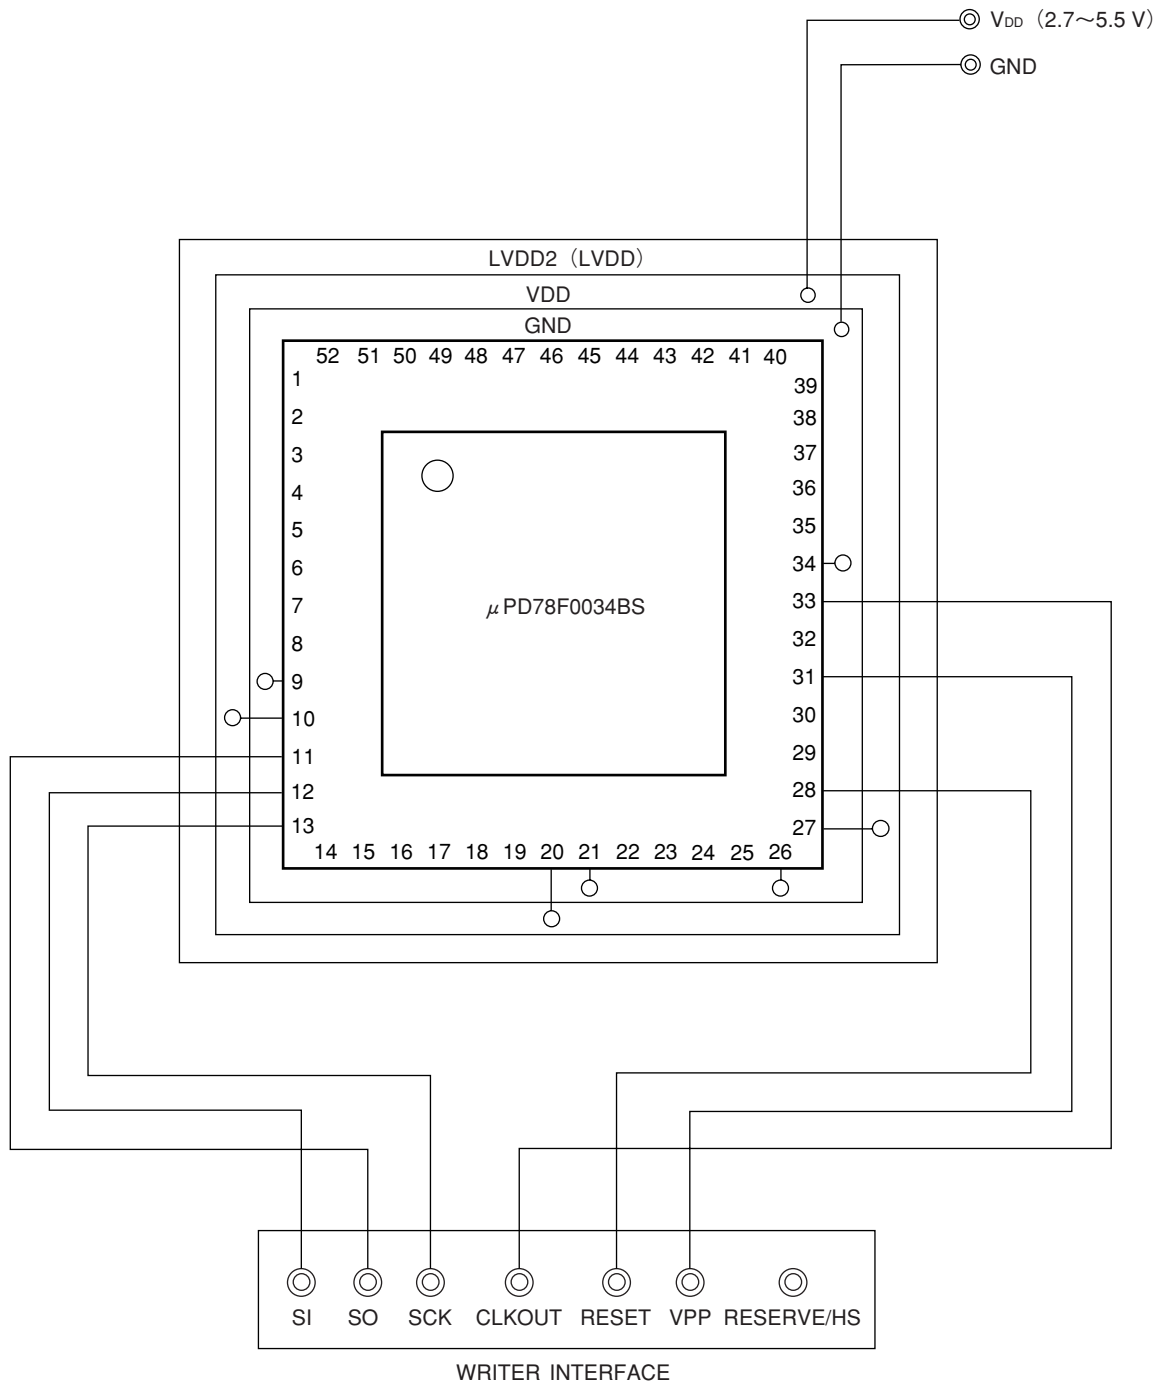 VDD（2.7～5.5 V）
GND
LVDD2（LVDD）
VDD
GND
52 51 50 49 48 47 46 45 44 43 42 41 40
1
39
2
38
3
37
4
36
5
35
6
34
7
μPD78F0034BS
33
8
32
9
31
10
30
11
29
12
28
13
27
14 15 16 17 18 19 20 21 22 23 24 25 26
SI SO SCK CLKOUT RESET VPP RESERVE/HS
WRITER INTERFACE